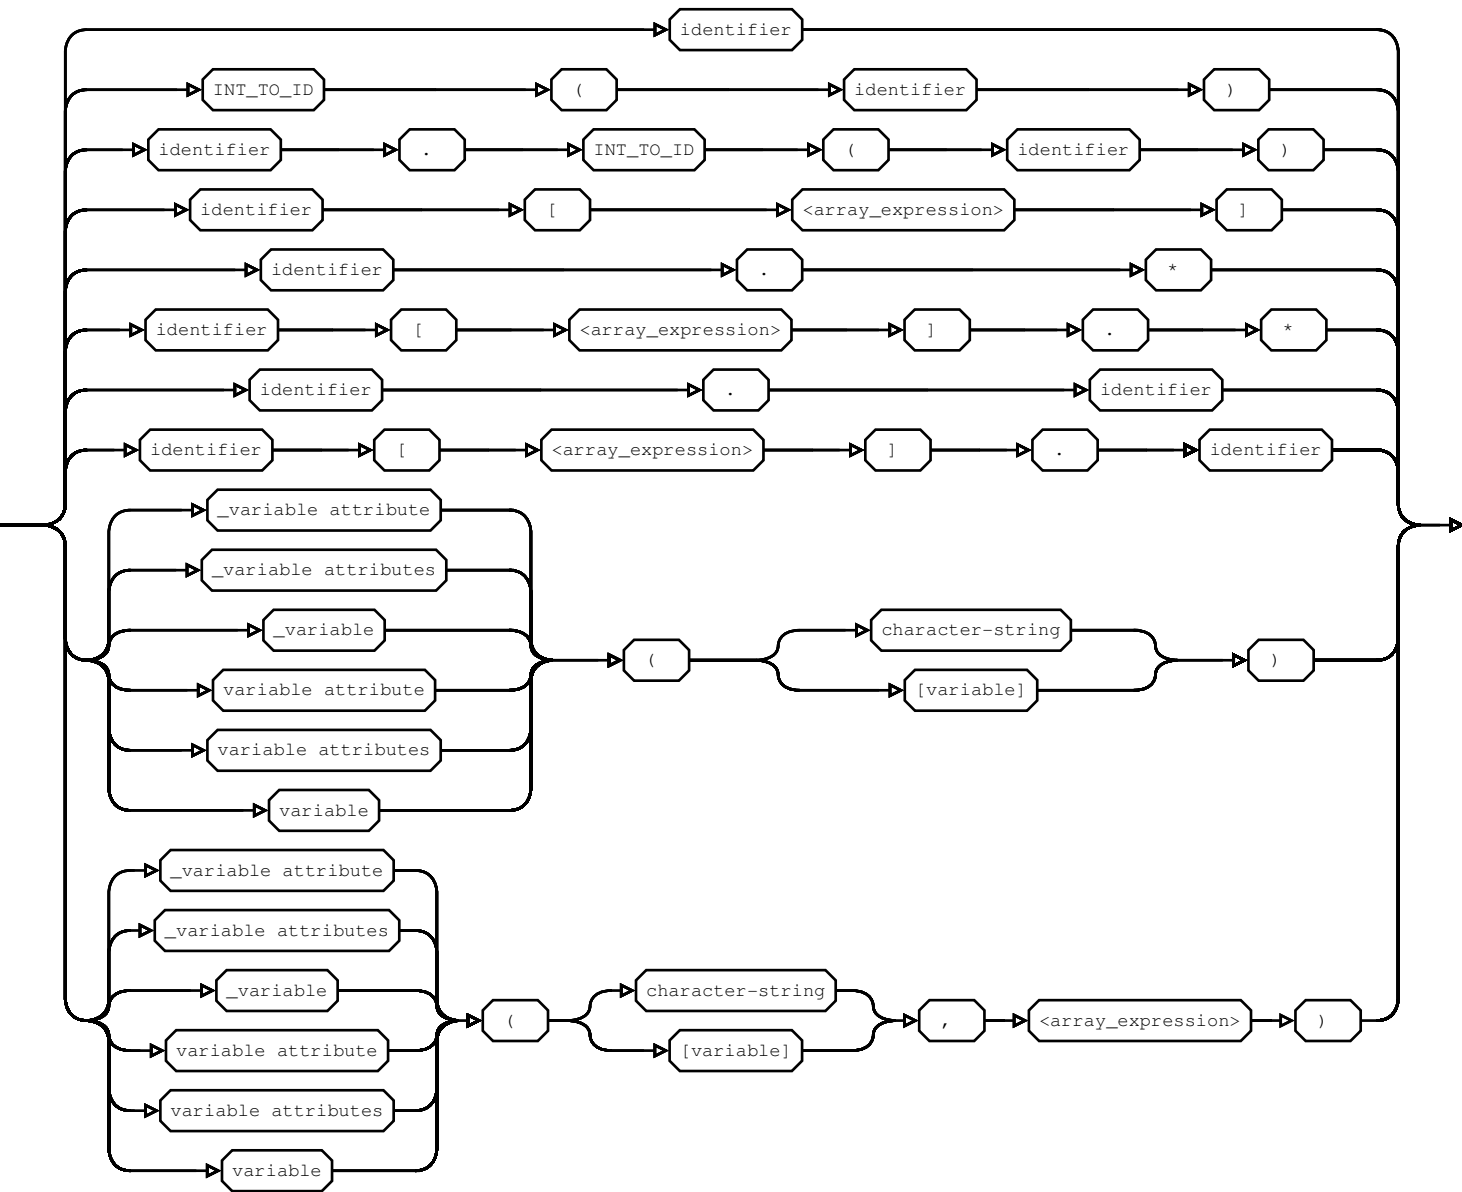 identifier
INT_TO_ID ( identifier )
identifier . INT_TO_ID ( identifier )
identifier [ <array_expression> ]
identifier . *
identifier [ <array_expression> ] . *
identifier . identifier
identifier [ <array_expression> ] . identifier
_variable attribute
_variable attributes
_variable character-string
( )
variable attribute [variable]
variable attributes
variable
_variable attribute
_variable attributes
_variable character-string
( , <array_expression> )
variable attribute [variable]
variable attributes
variable